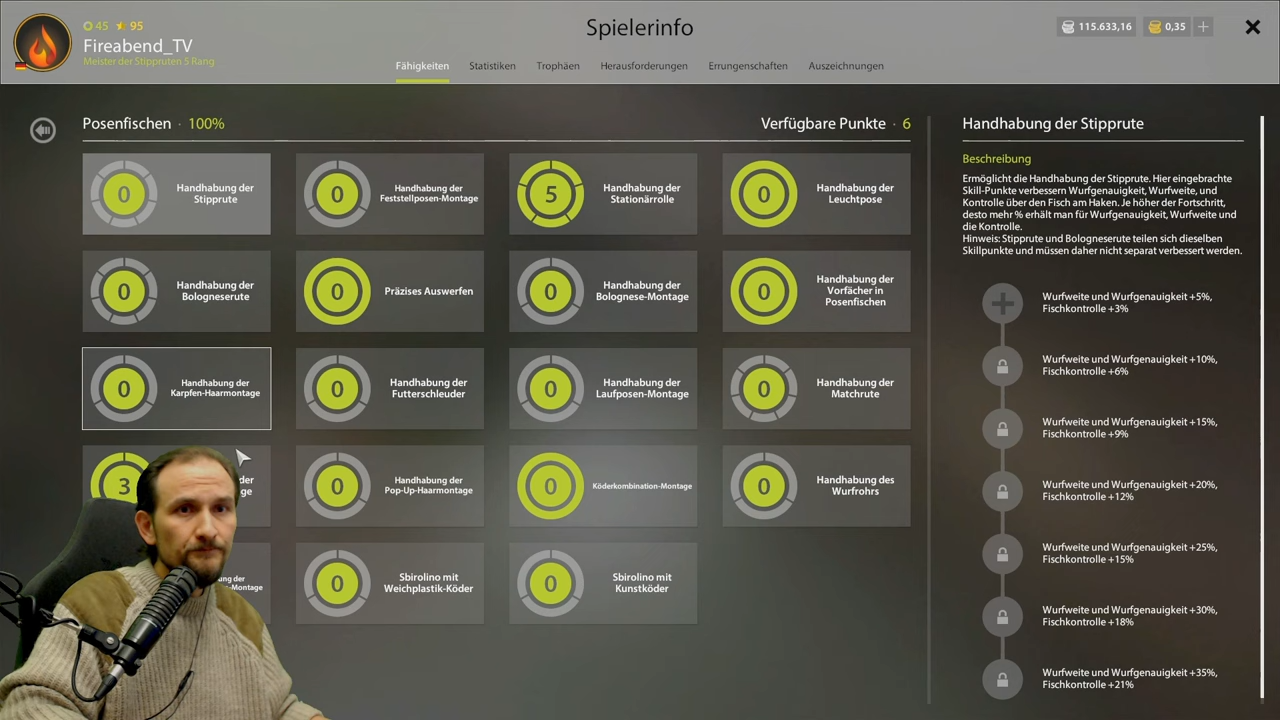 45 95
Spielerinfo
115.633,16
0,35
Fireabend_TV
Meister der Stippruten 5 Rang
Fähigkeiten
Statistiken
Trophäen
Herausforderungen
Errungenschaften
Auszeichnungen
Posenfischen · 100%
Verfügbare Punkte · 6
0
Handhabung der
Stipprute
0
Handhabung der
Feststellposen-Montage
5
Handhabung der
Stationärrolle
0
Handhabung der
Leuchtpose
0
Handhabung der
Bologneserute
0
Präzises Auswerfen
0
Handhabung der
Bolognese-Montage
0
Handhabung der
Vorfächer in
Posenfischen
0
Handhabung der
Karpfen-Haarmontage
0
Handhabung der
Futterschleuder
0
Handhabung der
Laufposen-Montage
0
Handhabung der
Matchrute
3
der
ge
0
Handhabung der
Pop-Up-Haarmontage
0
Köderkombination-Montage
0
Handhabung des
Wurfrohrs
ng der
-Montage
0
Sbirolino mit
Weichplastik-Köder
0
Sbirolino mit
Kunstköder
Handhabung der Stipprute
Beschreibung
Ermöglicht die Handhabung der Stipprute. Hier eingebrachte
Skill-Punkte verbessern Wurfgenauigkeit, Wurfweite, und
Kontrolle über den Fisch am Haken. Je höher der Fortschritt,
desto mehr % erhält man für Wurfgenauigkeit, Wurfweite und
die Kontrolle.
Hinweis: Stipprute und Bologneserute teilen sich dieselben
Skillpunkte und müssen daher nicht separat verbessert werden.
Wurfweite und Wurfgenauigkeit +5%,
Fischkontrolle +3%
Wurfweite und Wurfgenauigkeit +10%,
Fischkontrolle +6%
Wurfweite und Wurfgenauigkeit +15%,
Fischkontrolle +9%
Wurfweite und Wurfgenauigkeit +20%,
Fischkontrolle +12%
Wurfweite und Wurfgenauigkeit +25%,
Fischkontrolle +15%
Wurfweite und Wurfgenauigkeit +30%,
Fischkontrolle +18%
Wurfweite und Wurfgenauigkeit +35%,
Fischkontrolle +21%